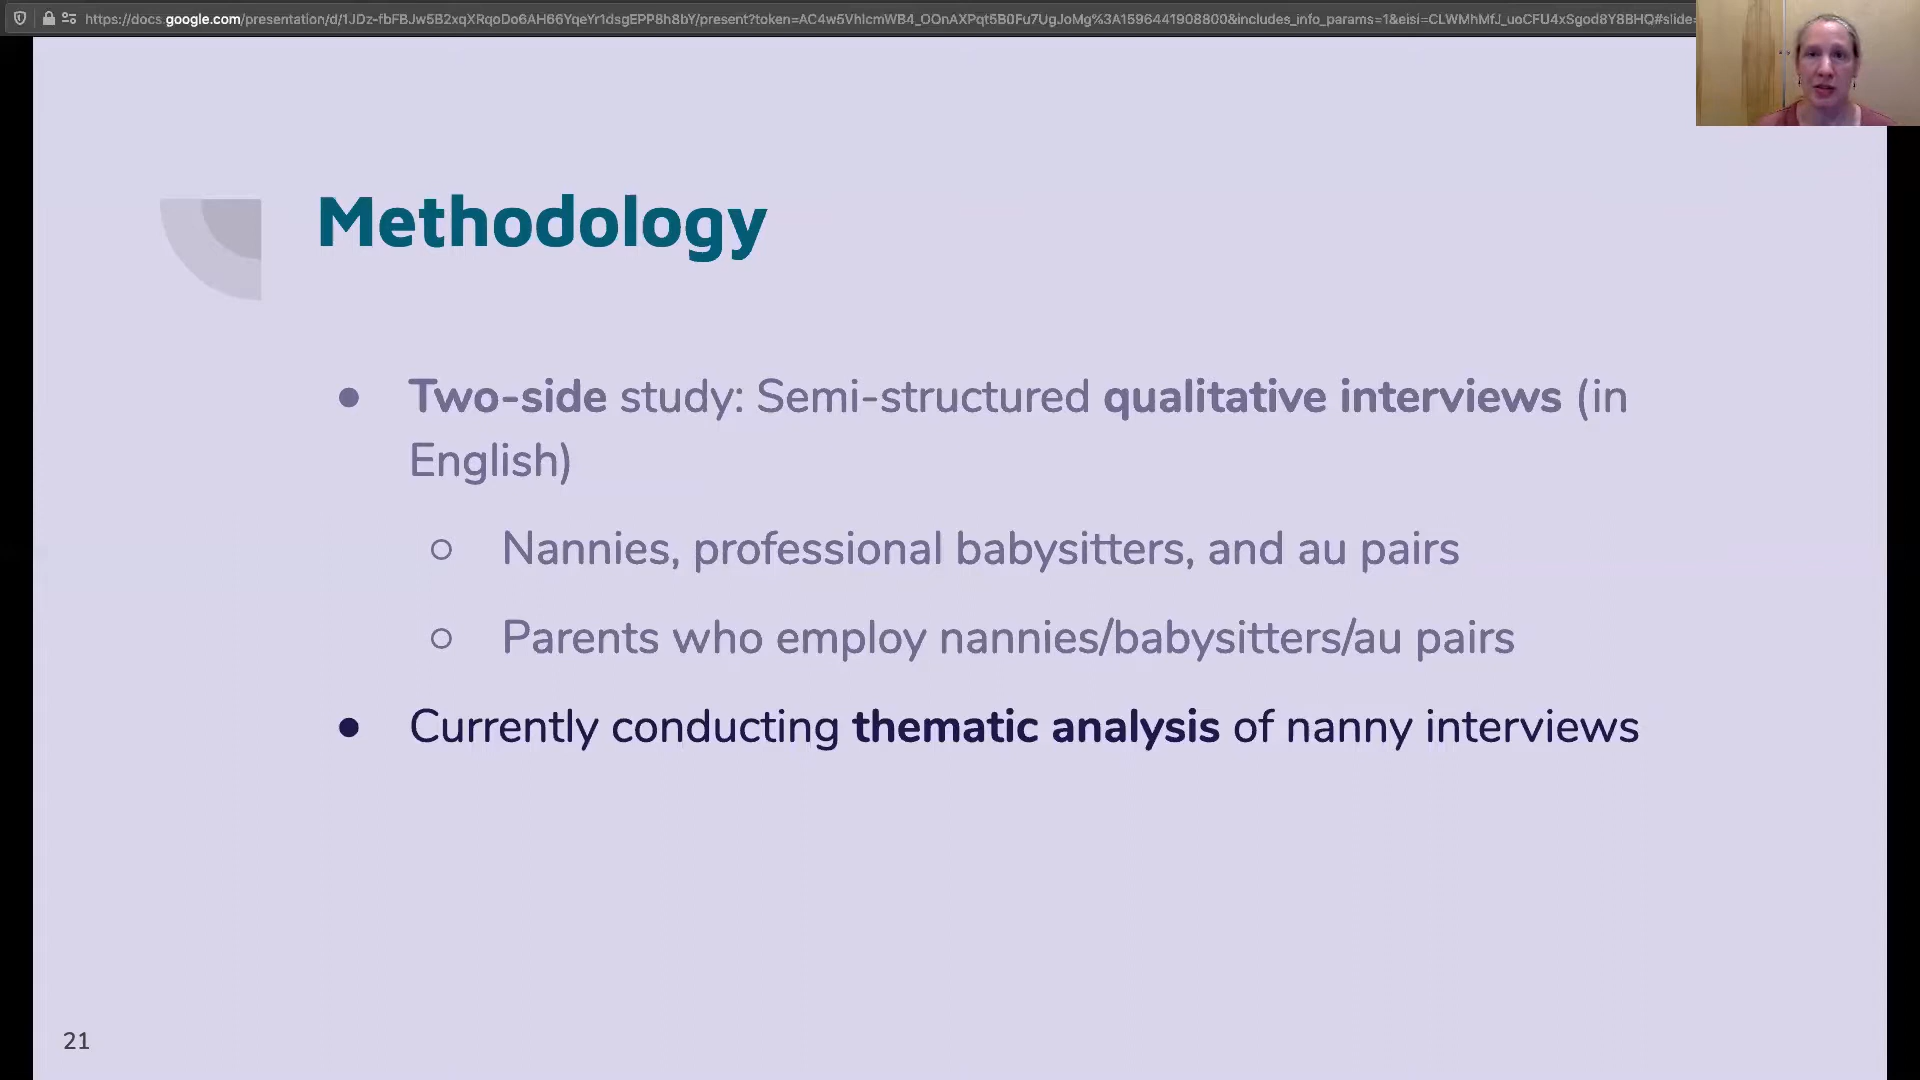 https://docs.google.com/presentation/d/1JDz-fbFBJw5B2xqXRqoDo6AH66YqeYr1dsgEPP8h8bY/present?token=AC4w5VhlcmWB4_OOnAXPqt5B0Fu7UgJoMg%3A1596441908800&includes_info_params=1&eisi=CLWMhMfJ_uoCFU4xSgod8Y8BHQ#slide=
Methodology
● Two-side study: Semi-structured qualitative interviews (in
English)
○ Nannies, professional babysitters, and au pairs
○ Parents who employ nannies/babysitters/au pairs
● Currently conducting thematic analysis of nanny interviews
21